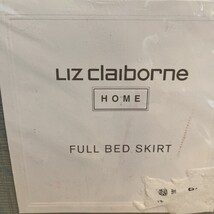 LIZ claiborne
HOME
FULL BED SKIRT